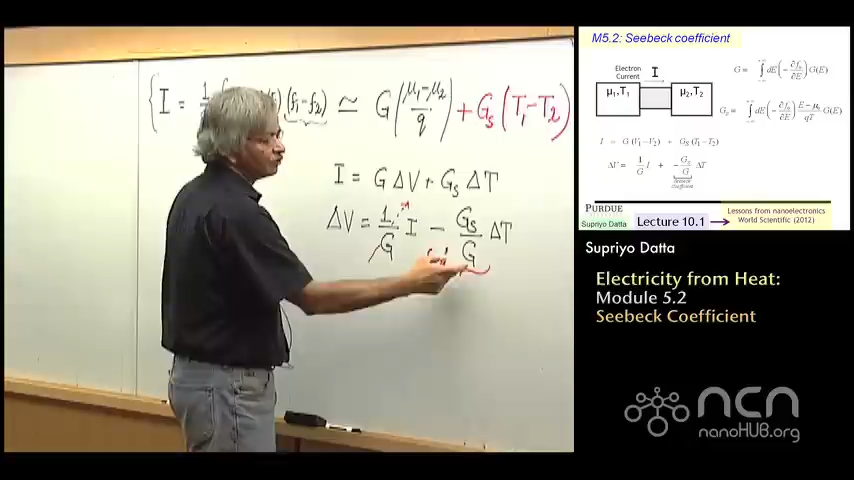 I = (f₁-f₂) ≃ G(μ₁-μ₂/q) + Gₛ(T₁-T₂)
I = G ΔV + Gₛ ΔT
ΔV = 1/G I - Gₛ/G ΔT
M5.2: Seebeck coefficient
Electron
Current
I
μ₁,T₁
μ₂,T₂
G = ∫ dE(-∂f₀/∂E) G(E)
Gₛ = ∫ dE(-∂f₀/∂E) E-μ₀/qT G(E)
I = G(V₁-V₂) + Gₛ(T₁-T₂)
ΔV = 1/G I + -Gₛ/G ΔT
Seebeck
Coefficient
PURDUE
Supriyo Datta
Lecture 10.1
Lessons from nanoelectronics
World Scientific (2012)
Supriyo Datta
Electricity from Heat:
Module 5.2
Seebeck Coefficient
ncn
nanoHUB.org